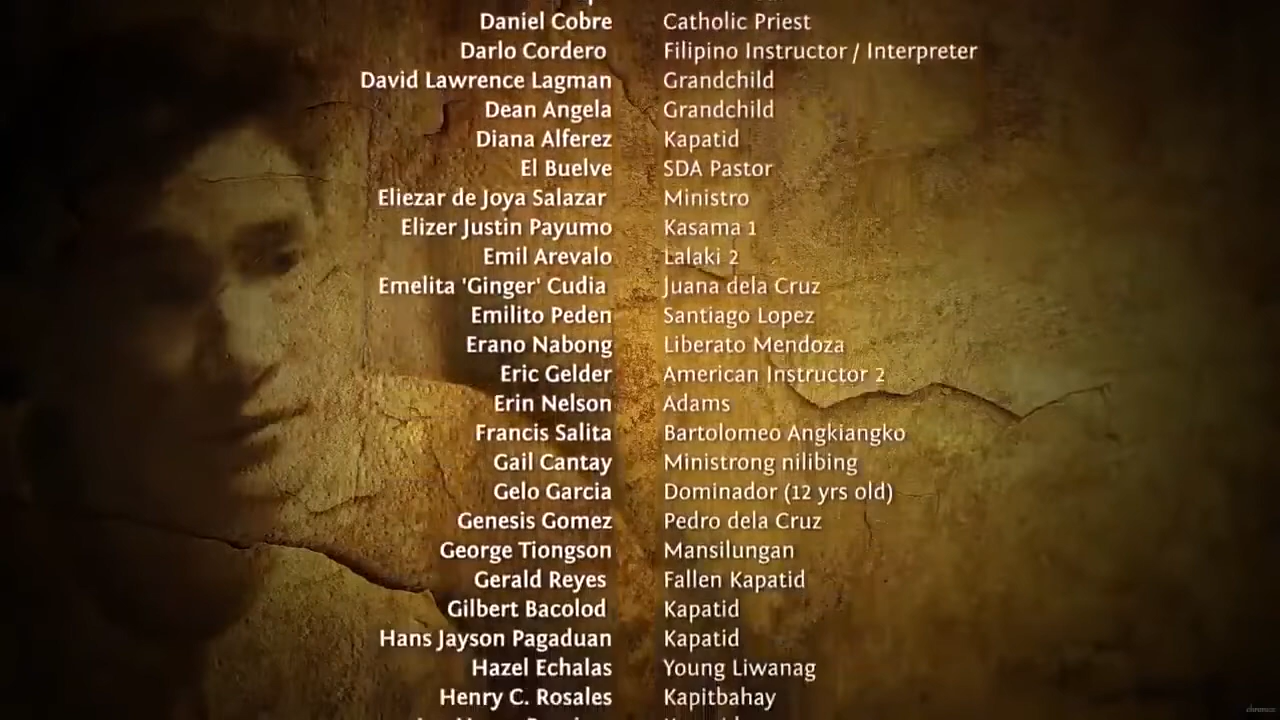 Daniel Cobre Catholic Priest
Darlo Cordero Filipino Instructor / Interpreter
David Lawrence Lagman Grandchild
Dean Angela Grandchild
Diana Alferez Kapatid
El Buelve SDA Pastor
Eliezar de Joya Salazar Ministro
Elizer Justin Payumo Kasama 1
Emil Arevalo Lalaki 2
Emelita 'Ginger' Cudia Juana dela Cruz
Emilito Peden Santiago Lopez
Erano Nabong Liberato Mendoza
Eric Gelder American Instructor 2
Erin Nelson Adams
Francis Salita Bartolomeo Angkiangko
Gail Cantay Ministrong nilibing
Gelo Garcia Dominador (12 yrs old)
Genesis Gomez Pedro dela Cruz
George Tiongson Mansilungan
Gerald Reyes Fallen Kapatid
Gilbert Bacolod Kapatid
Hans Jayson Pagaduan Kapatid
Hazel Echalas Young Liwanag
Henry C. Rosales Kapitbahay